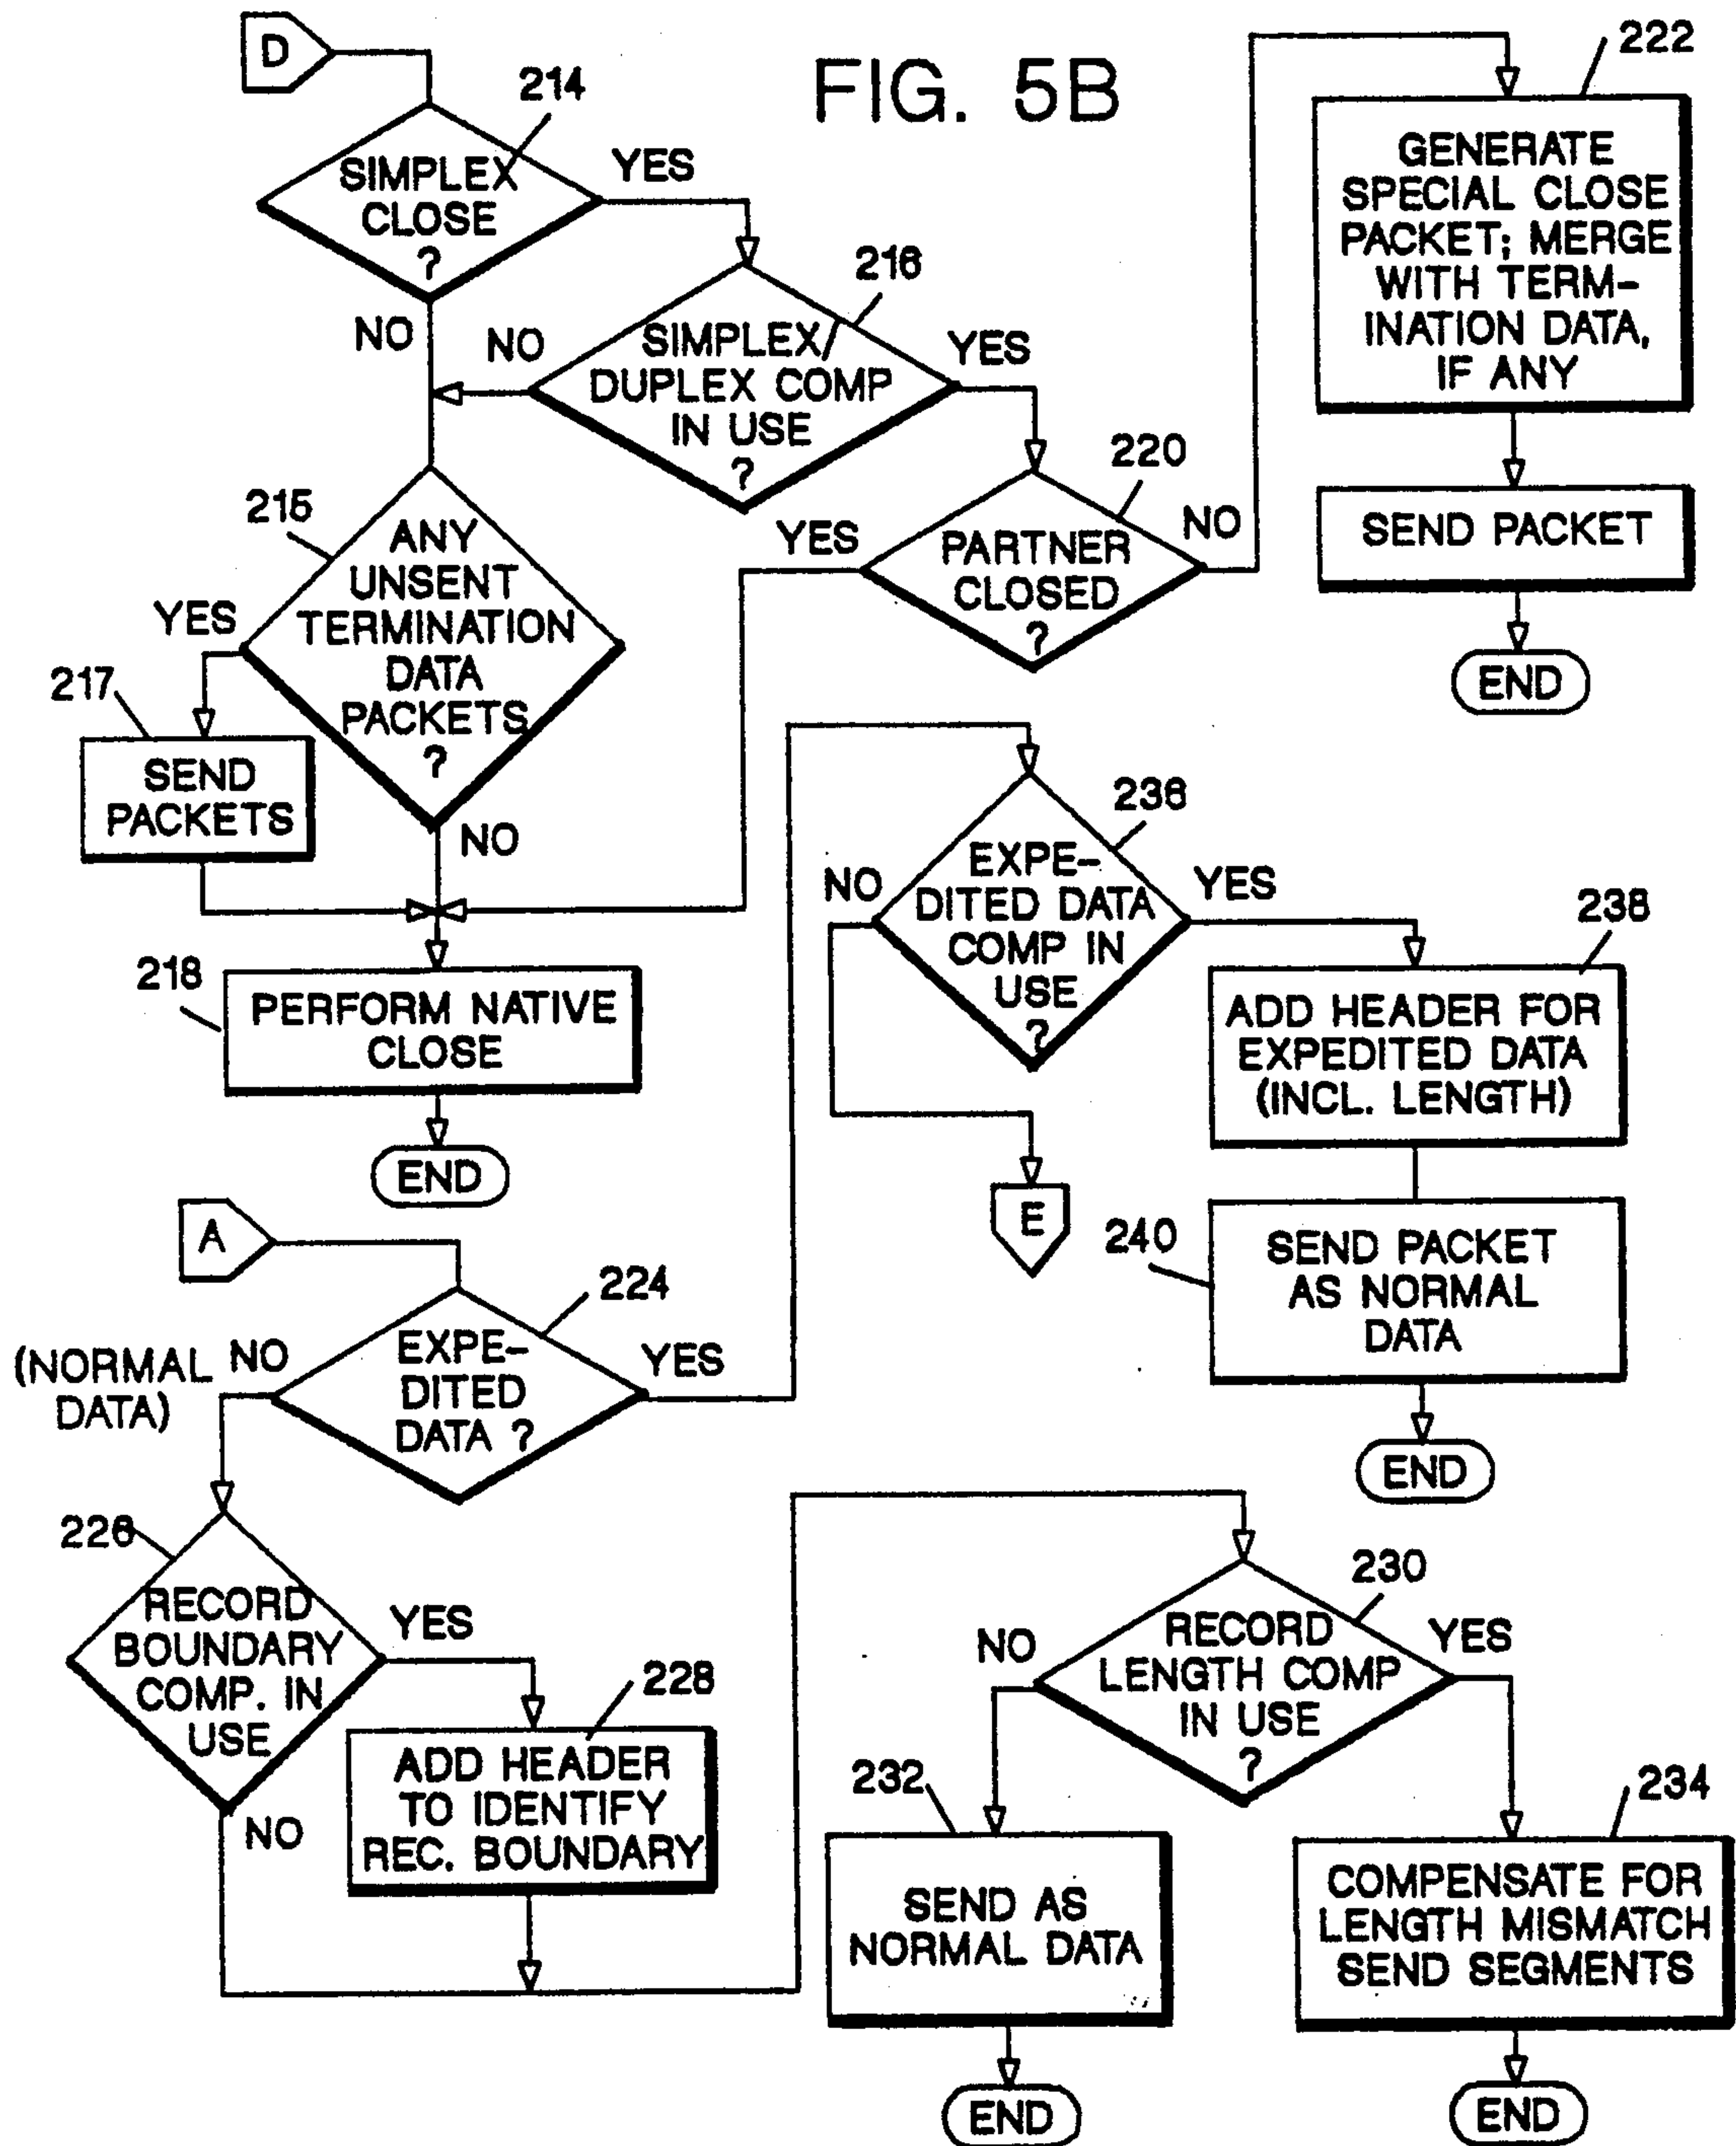 FIG. 5B
D
214
SIMPLEX
CLOSE
?
YES
NO
216
SIMPLEX/
DUPLEX COMP
IN USE
?
NO
YES
220
PARTNER
CLOSED
?
YES
NO
222
GENERATE
SPECIAL CLOSE
PACKET; MERGE
WITH TERM-
INATION DATA,
IF ANY
SEND PACKET
END
215
ANY
UNSENT
TERMINATION
DATA
PACKETS
?
YES
NO
217
SEND
PACKETS
218
PERFORM NATIVE
CLOSE
END
236
EXPE-
DITED DATA
COMP IN
USE
?
NO
YES
E
238
ADD HEADER FOR
EXPEDITED DATA
(INCL. LENGTH)
240
SEND PACKET
AS NORMAL
DATA
END
A
224
EXPE-
DITED
DATA ?
(NORMAL
DATA)
NO
YES
226
RECORD
BOUNDARY
COMP. IN
USE
YES
NO
228
ADD HEADER
TO IDENTIFY
REC. BOUNDARY
230
RECORD
LENGTH COMP
IN USE
?
NO
YES
232
SEND AS
NORMAL DATA
END
234
COMPENSATE FOR
LENGTH MISMATCH
SEND SEGMENTS
END